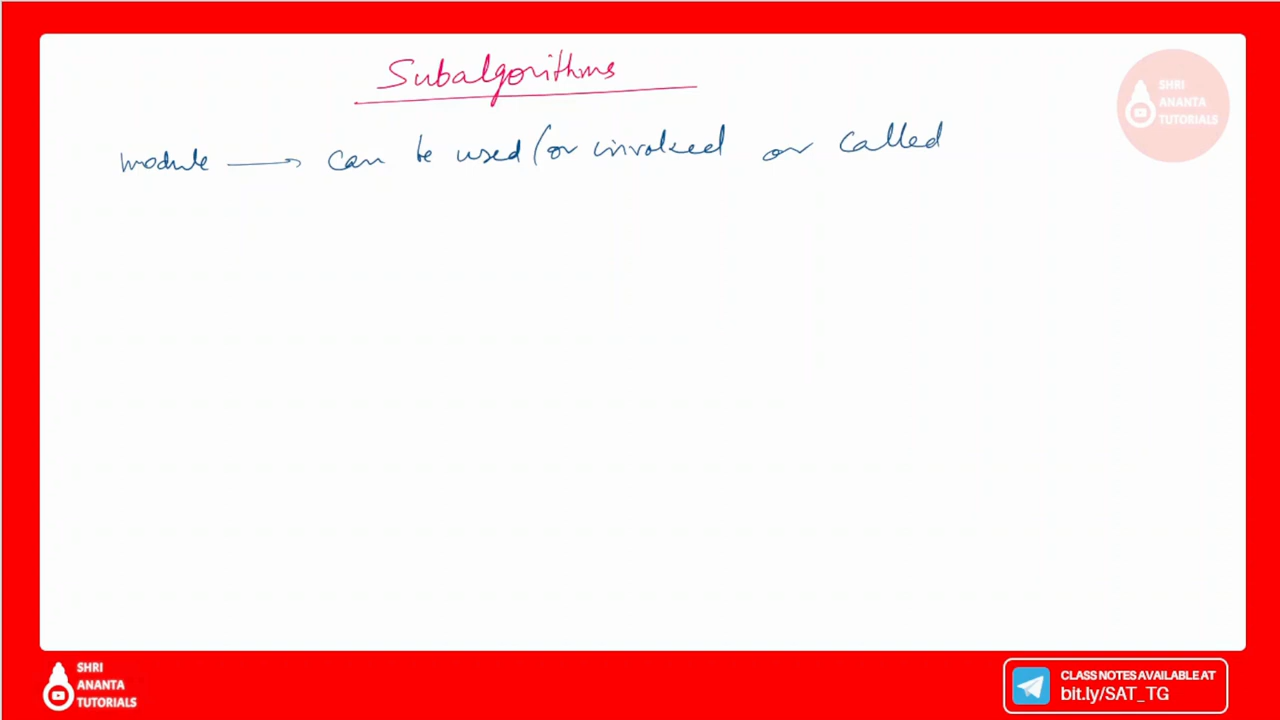 Subalgorithms
SHRI
ANANTA
TUTORIALS
module → can be used (or invoked or called
SHRI
ANANTA
TUTORIALS
CLASS NOTES AVAILABLE AT
bit.ly/SAT_TG